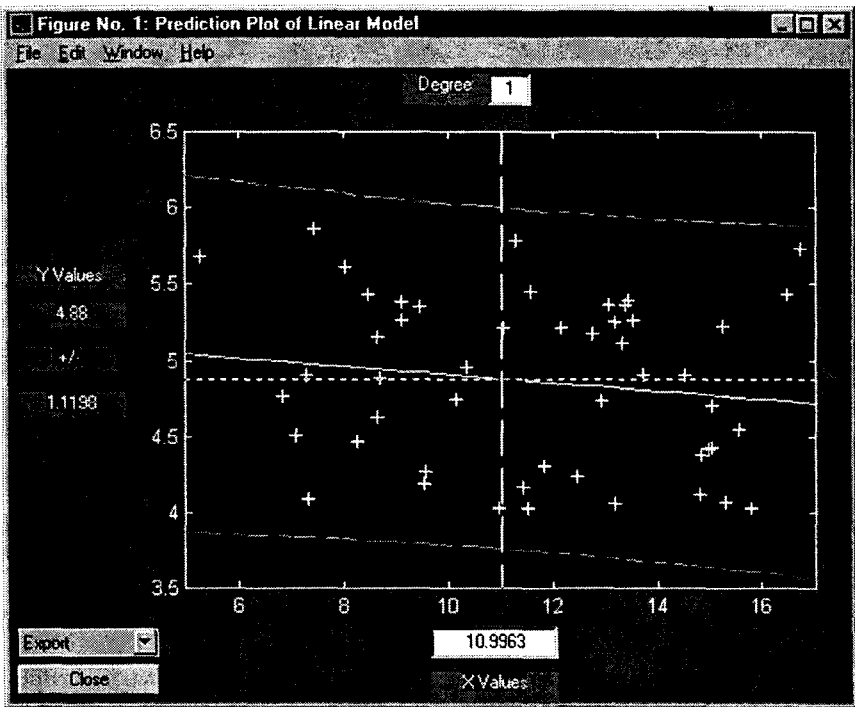 Figure No. 1: Prediction Plot of Linear Model
File Edit Window Help
Degree 1
6.5
6
5.5
5
4.5
4
3.5
Y Values
4.88
+/-
1.1198
6 8 10 12 14 16
Export
Close
10.9963
X Values